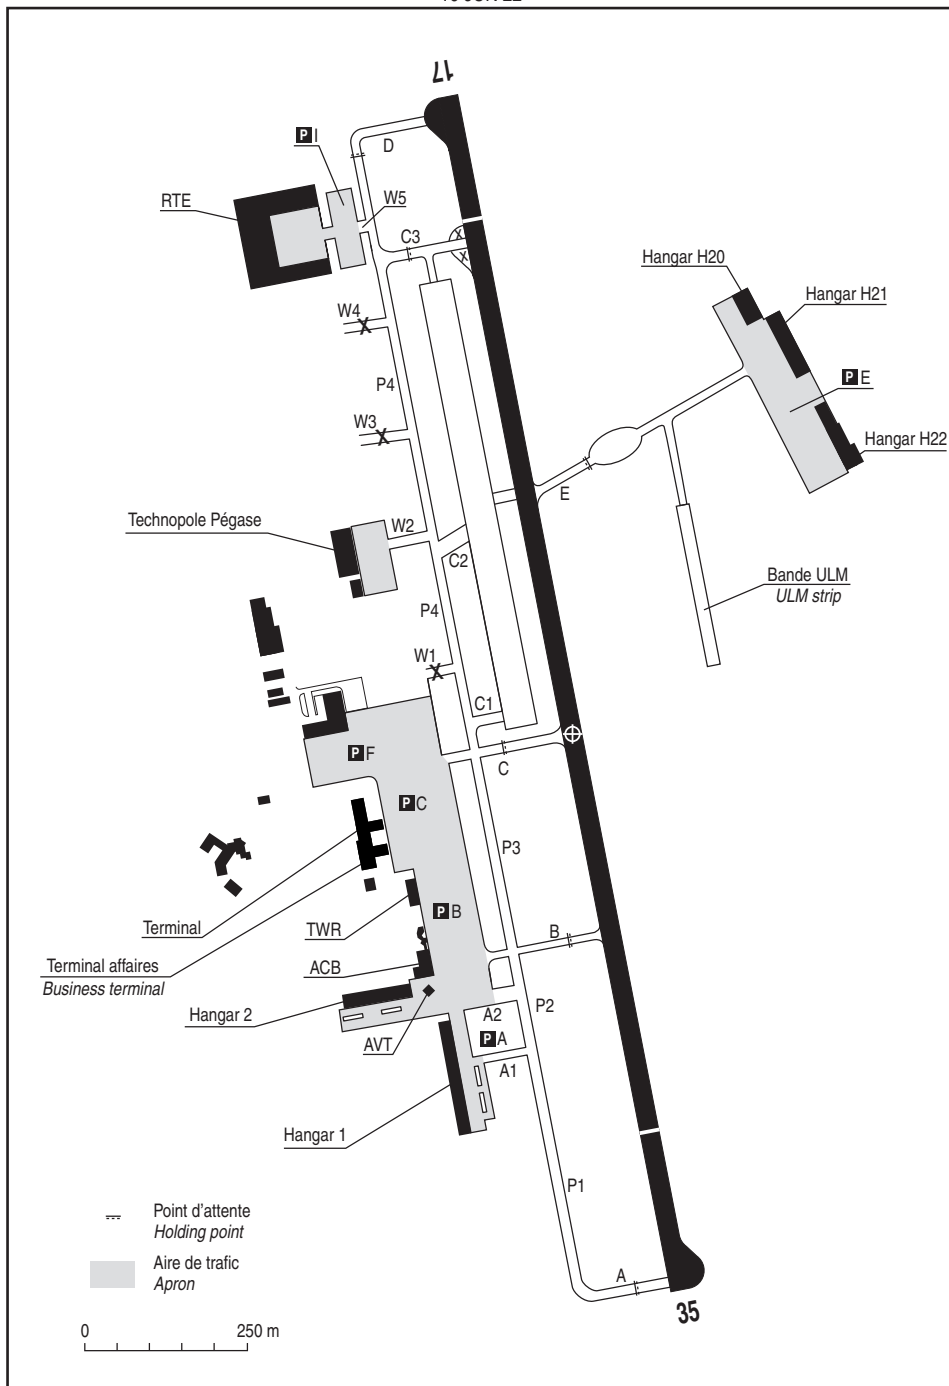 17
P I
D
RTE
W5
C3
Hangar H20
Hangar H21
W4
P4
P E
W3
Hangar H22
E
Technopole Pégase
W2
C2
Bande ULM
ULM strip
P4
W1
C1
P F
C
P C
P3
P B
B
Terminal
TWR
Terminal affaires
Business terminal
ACB
Hangar 2
A2
P2
AVT
P A
A1
Hangar 1
P1
Point d'attente
Holding point
Aire de trafic
Apron
A
35
0 250 m